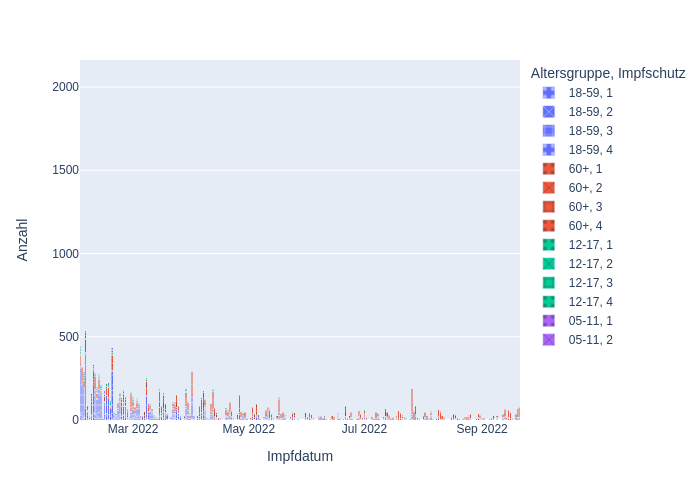 Altersgruppe, Impfschutz
18-59, 1
18-59, 2
18-59, 3
18-59, 4
60+, 1
60+, 2
60+, 3
60+, 4
12-17, 1
12-17, 2
12-17, 3
12-17, 4
05-11, 1
05-11, 2
2000
1500
1000
500
0
Anzahl
Mar 2022
May 2022
Jul 2022
Sep 2022
Impfdatum